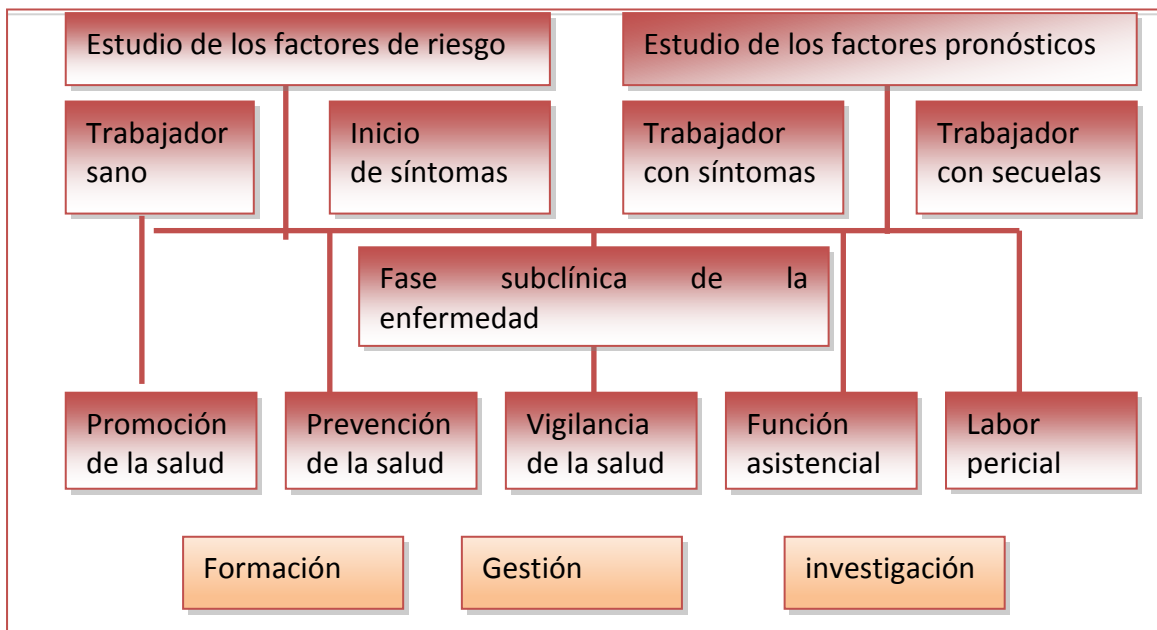 Estudio de los factores de riesgo
Estudio de los factores pronósticos
Trabajador
sano
Inicio
de síntomas
Trabajador
con síntomas
Trabajador
con secuelas
Fase subclínica de la
enfermedad
Promoción
de la salud
Prevención
de la salud
Vigilancia
de la salud
Función
asistencial
Labor
pericial
Formación
Gestión
investigación